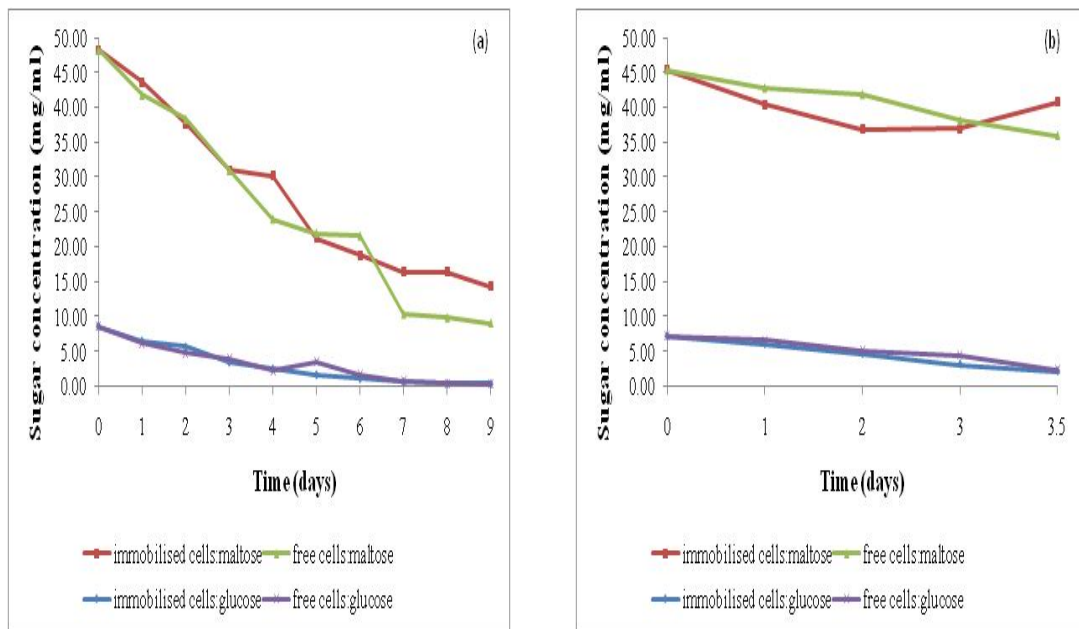 (a)
50.00
45.00
40.00
35.00
30.00
25.00
20.00
15.00
10.00
5.00
0.00
Sugar concentration (mg/ml)
0 1 2 3 4 5 6 7 8 9
Time (days)
immobilised cells:maltose free cells:maltose
immobilised cells:glucose free cells:glucose
(b)
50.00
45.00
40.00
35.00
30.00
25.00
20.00
15.00
10.00
5.00
0.00
Sugar concentration (mg/ml)
0 1 2 3 3.5
Time (days)
immobilised cells:maltose free cells:maltose
immobilised cells:glucose free cells:glucose